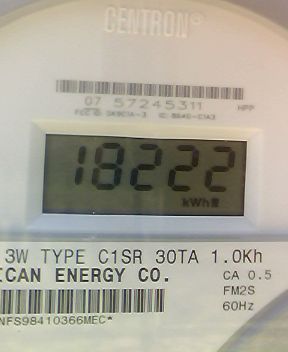 CENTRON®
07 57245311 HPP
18222
kWh
3W TYPE C1SR 30TA 1.0Kh
ICAN ENERGY CO.
CA 0.5
FM2S
60Hz
NFS98410366MEC*